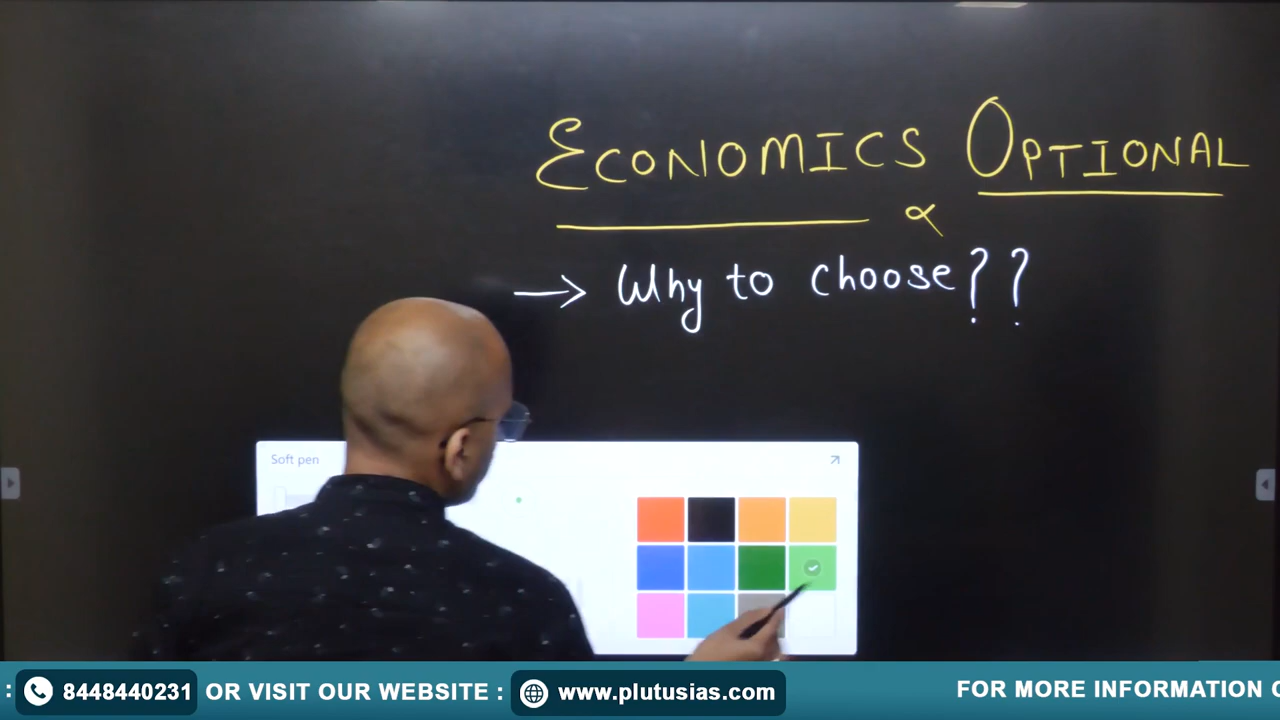 ECONOMICS OPTIONAL
→ Why to choose??
Soft pen
: 8448440231 OR VISIT OUR WEBSITE : www.plutusias.com FOR MORE INFORMATION